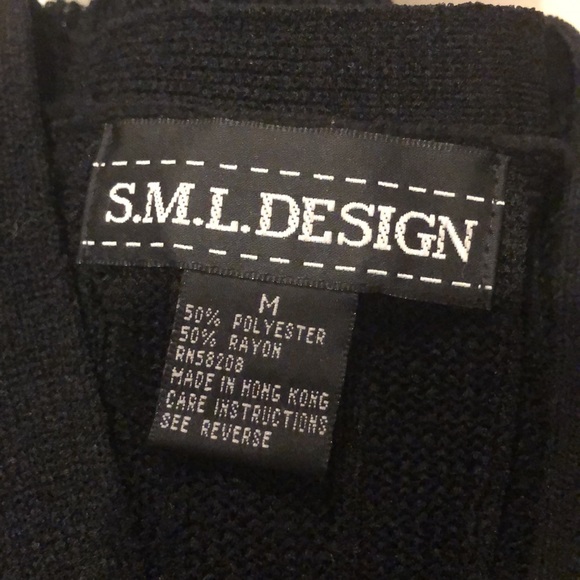 S.M.L.DESIGN
M
50% POLYESTER
50% RAYON
RN58208
MADE IN HONG KONG
CARE INSTRUCTIONS
SEE REVERSE